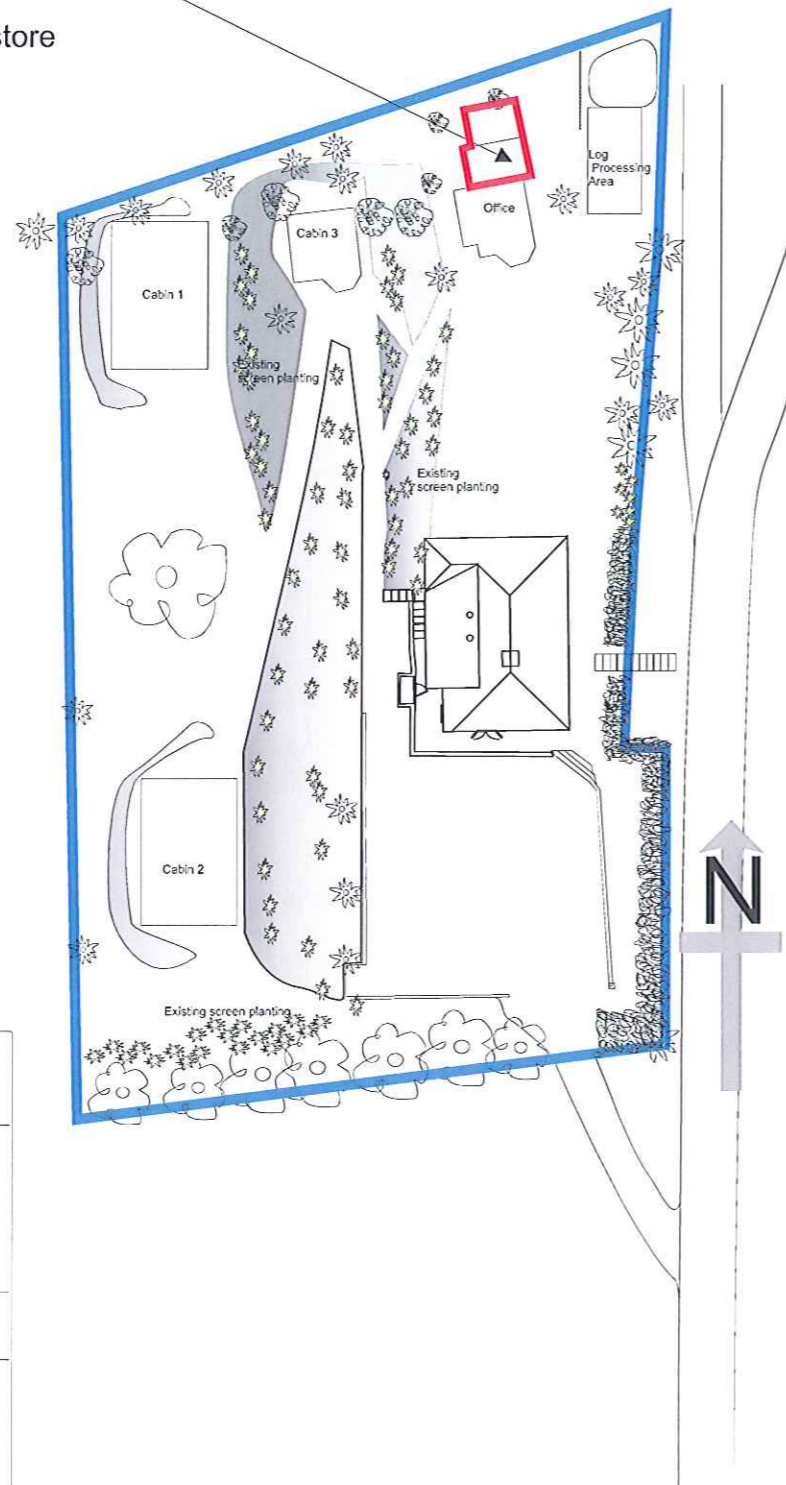 store
Log
Processing
Area
Office
Cabin 3
Cabin 1
Existing
screen planting
Existing
screen planting
Cabin 2
N
Existing screen planting